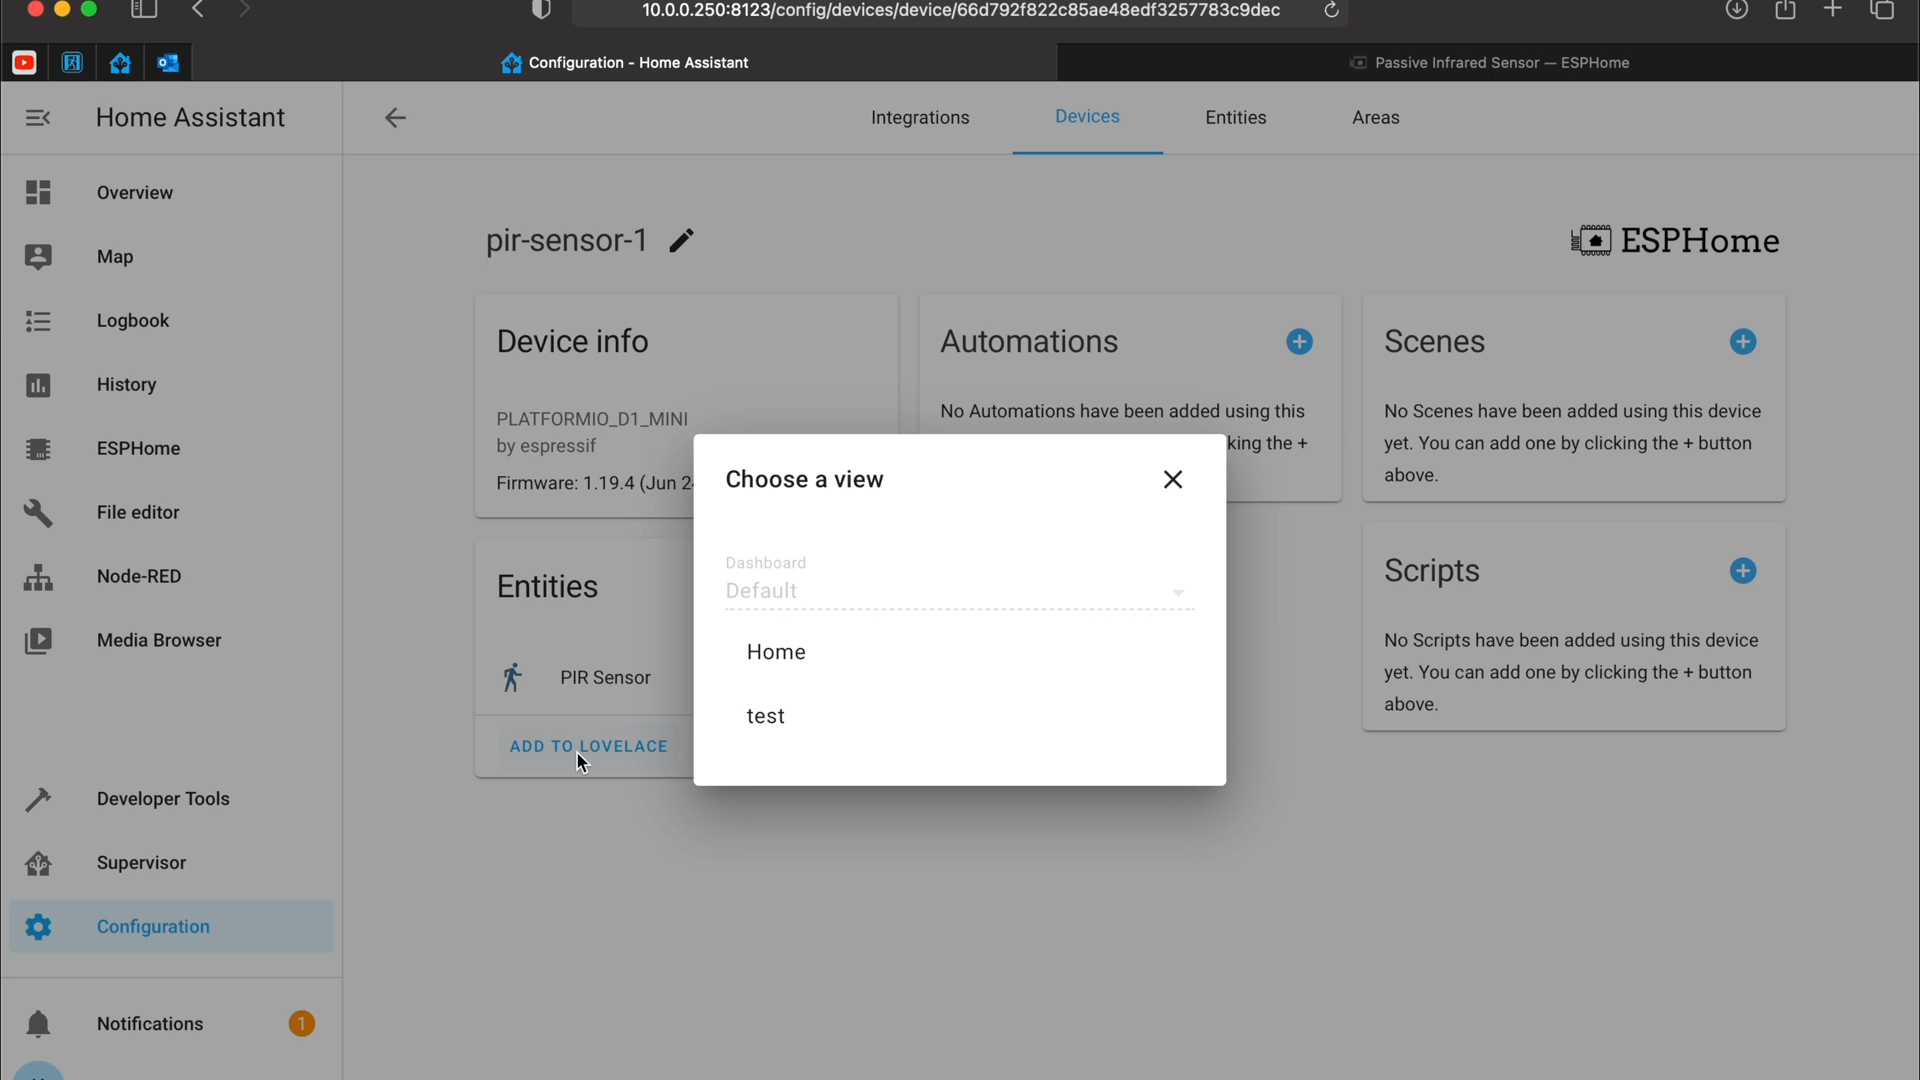 10.0.0.250:8123/config/devices/device/66d792f822c85ae48edf3257783c9dec
Configuration - Home Assistant
Passive Infrared Sensor — ESPHome
Home Assistant
Integrations
Devices
Entities
Areas
Overview
Map
Logbook
History
ESPHome
File editor
Node-RED
Media Browser
Developer Tools
Supervisor
Configuration
Notifications
1
pir-sensor-1
ESPHome
Device info
PLATFORMIO_D1_MINI
by espressif
Firmware: 1.19.4 (Jun
Entities
PIR Sensor
ADD TO LOVELACE
Automations
No Automations have been added using this
king the +
Scenes
No Scenes have been added using this device
yet. You can add one by clicking the + button
above.
Scripts
No Scripts have been added using this device
yet. You can add one by clicking the + button
above.
Choose a view
Dashboard
Default
Home
test